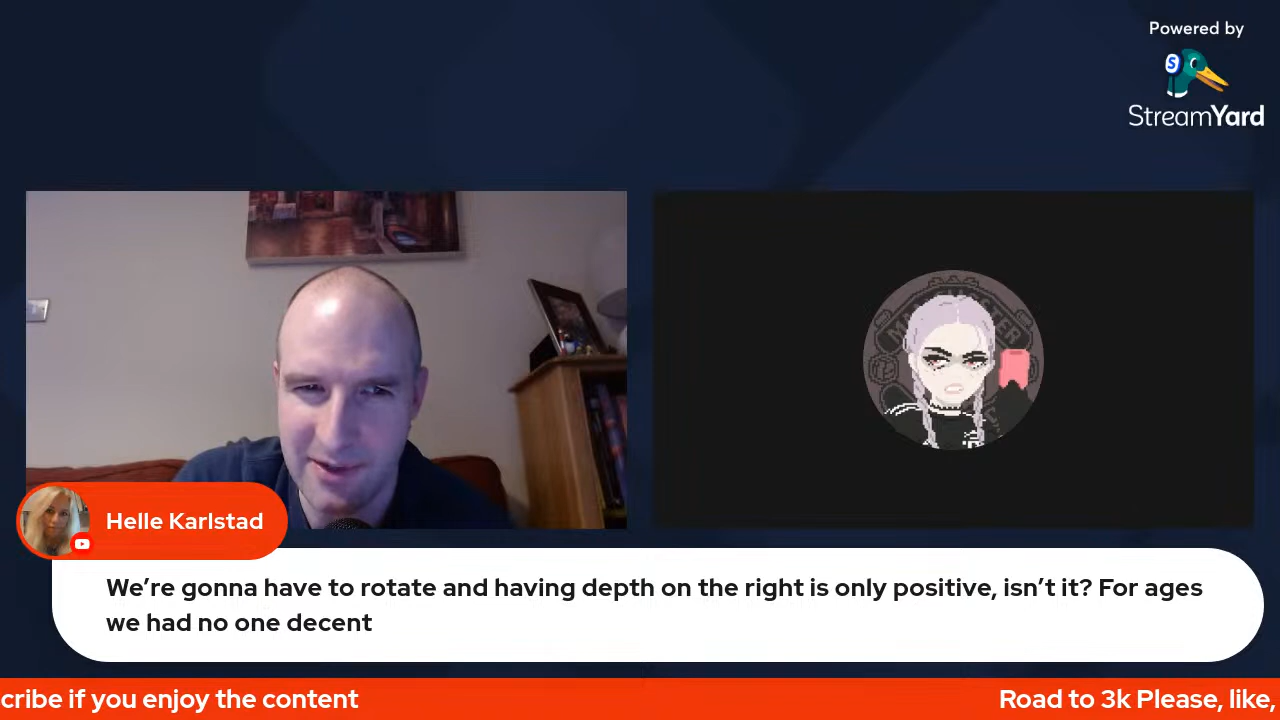 Powered by
S
StreamYard
Helle Karlstad
We’re gonna have to rotate and having depth on the right is only positive, isn’t it? For ages
we had no one decent
cribe if you enjoy the content
Road to 3k Please, like,